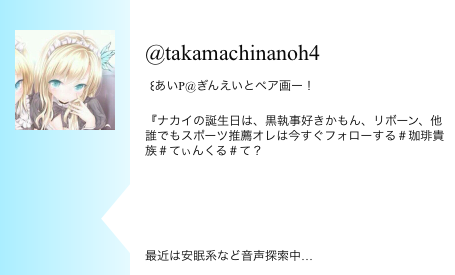 @takamachinanoh4
꒰あいP@ぎんえいとペア画ー！
『ナカイの誕生日は、黒執事好きかもん、リボーン、他
誰でもスポーツ推薦オレは今すぐフォローする＃珈琲貴
族＃てぃんくる＃て？
最近は安眠系など音声探索中...